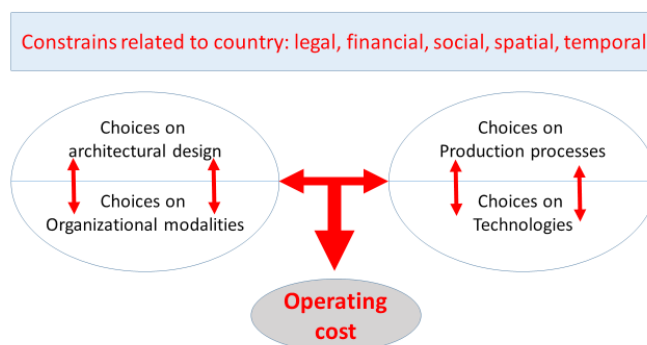 Constrains related to country: legal, financial, social, spatial, temporal
Choices on
architectural design
Choices on
Organizational modalities
Choices on
Production processes
Choices on
Technologies
Operating
cost